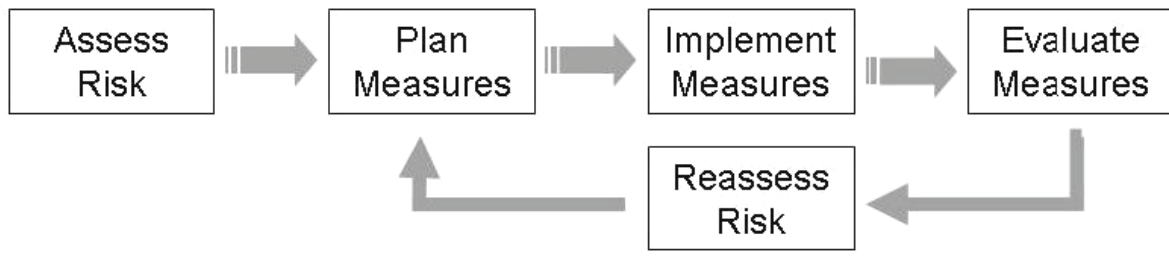 Assess
Risk
Plan
Measures
Implement
Measures
Evaluate
Measures
Reassess
Risk